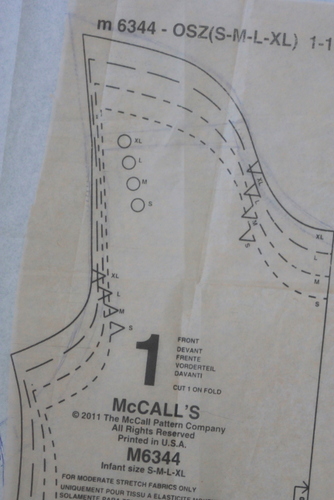 m 6344 - OSZ(S-M-L-XL) 1-1
XL
L
M
S
XL
L
M
S
XL
L
M
S
XL
L
M
S
1
FRONT
DEVANT
FRENTE
VORDERTEIL
DAVANTI
CUT 1 ON FOLD
McCALL'S
© 2011 The McCall Pattern Company
All Rights Reserved
Printed in U.S.A.
M6344
Infant size S-M-L-XL
FOR MODERATE STRETCH FABRICS ONLY
UNIQUEMENT POUR TISSU A ELASTICITE